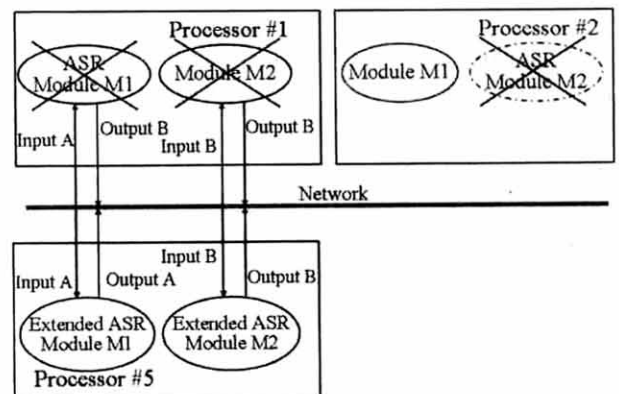 Processor #1
ASR
Module M1
Module M2
Input A
Output B
Input B
Output B
Processor #2
Module M1
ASR
Module M2
Network
Input A
Output A
Input B
Output B
Extended ASR
Module M1
Extended ASR
Module M2
Processor #5